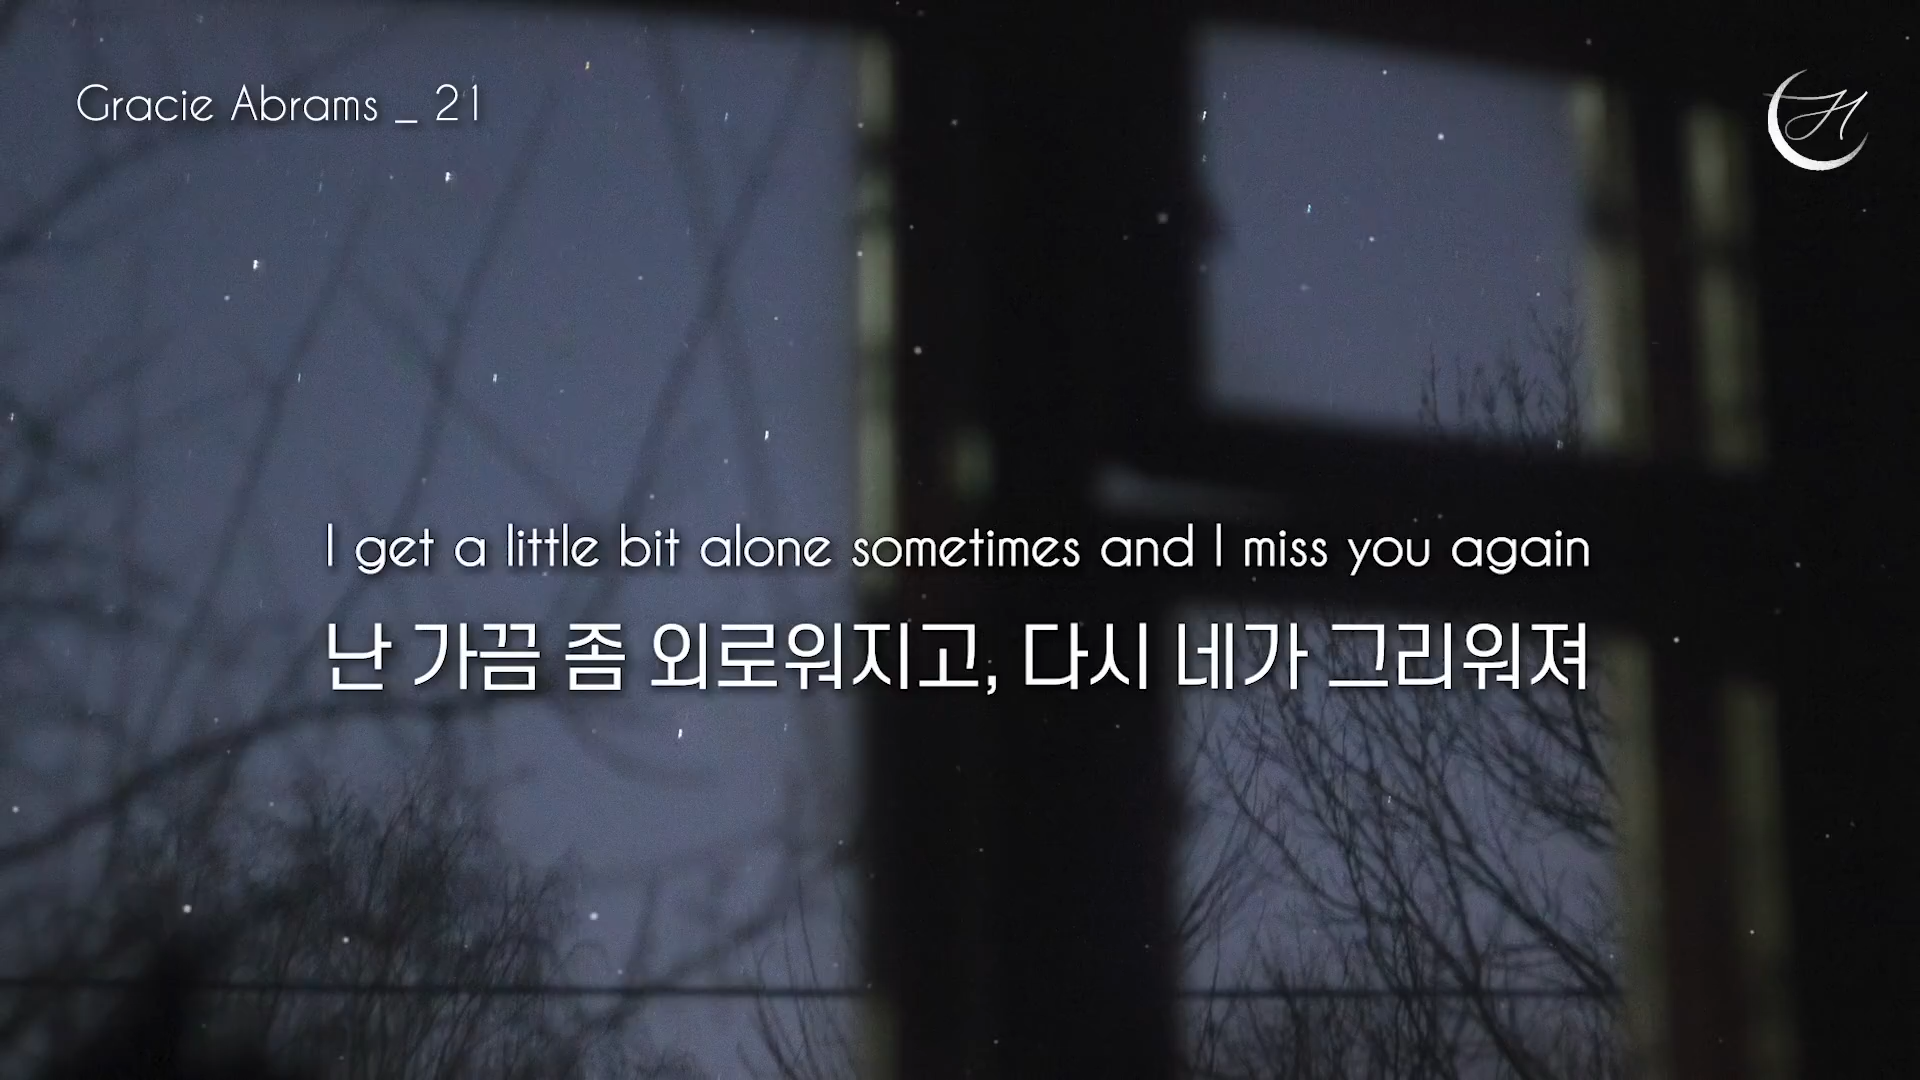 Gracie Abrams _ 21
H
I get a little bit alone sometimes and I miss you again
난 가끔 좀 외로워지고, 다시 네가 그리워져